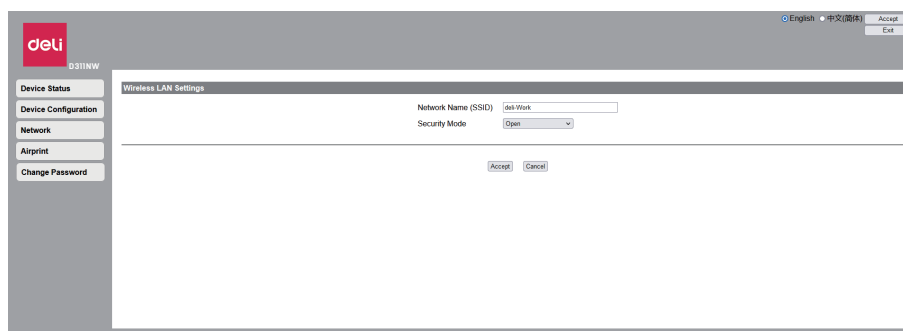 English 中文(简体) Accept
Exit
deli
D311NW
Device Status
Device Configuration
Network
Airprint
Change Password
Wireless LAN Settings
Network Name (SSID) deli-Work
Security Mode Open
Accept Cancel